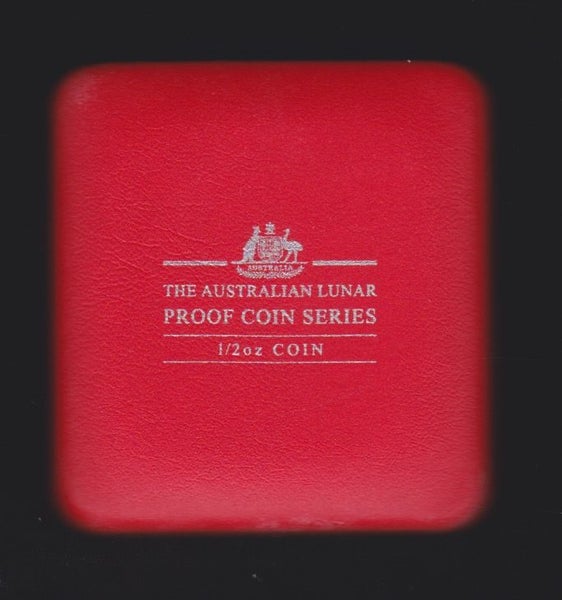 AUSTRALIA
THE AUSTRALIAN LUNAR
PROOF COIN SERIES
1/2oz COIN